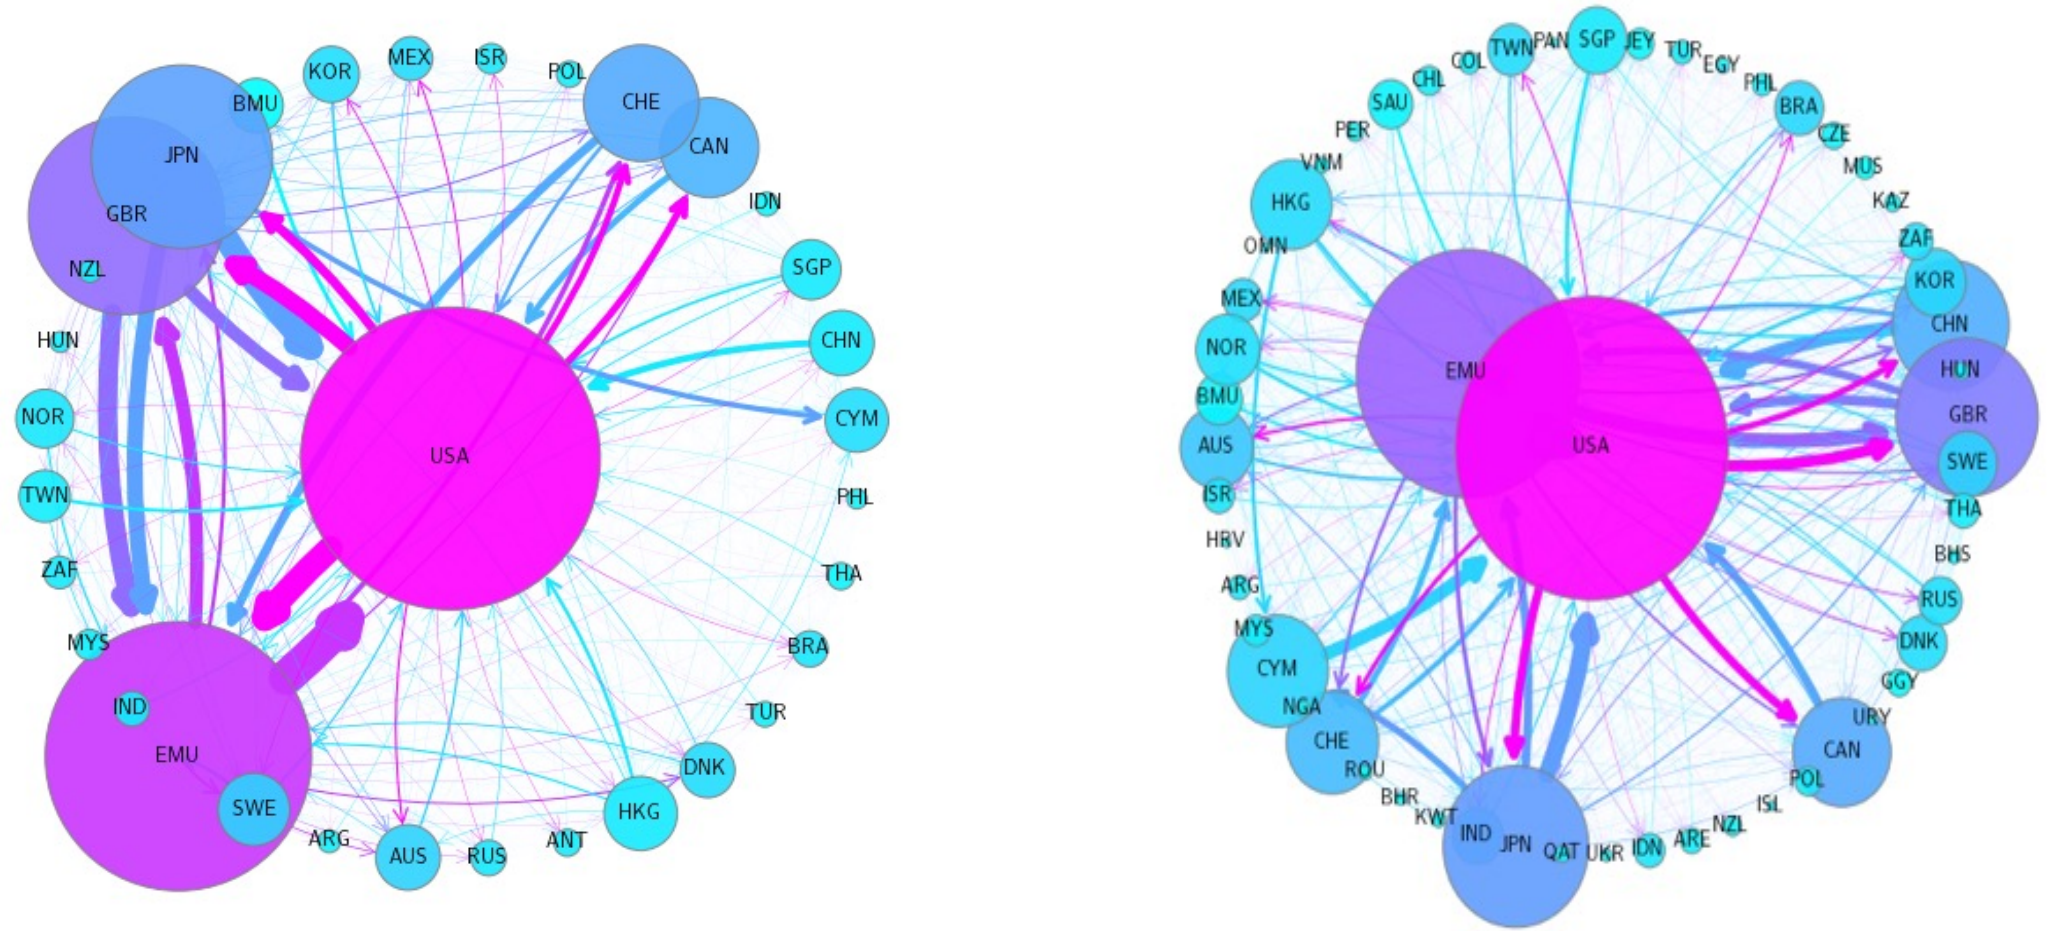 MEX
ISR
KOR
POL
BMU
CHE
CAN
JPN
IDN
GBR
NZL
SGP
HUN
CHN
NOR
CYM
USA
TWN
PHL
ZAF
THA
MYS
BRA
IND
TUR
EMU
DNK
SWE
HKG
ARG
AUS
RUS
ANT
SGP
JEY
PAN
TWN
TUR
COL
EGY
CHL
PHL
SAU
BRA
PER
CZE
VNM
MUS
HKG
KAZ
OMN
ZAF
KOR
MEX
CHN
NOR
HUN
EMU
BMU
GBR
AUS
USA
SWE
ISR
THA
HRV
BHS
ARG
RUS
MYS
DNK
CYM
GGY
NGA
URY
CHE
CAN
ROU
POL
BHR
ISL
KWT
NZL
IND
ARE
JPN
QAT
UKR
IDN